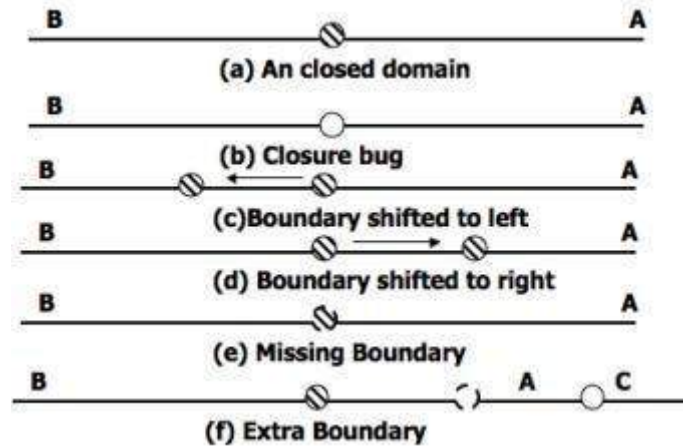 B A
(a) An closed domain
B A
(b) Closure bug
B A
(c)Boundary shifted to left
B A
(d) Boundary shifted to right
B A
(e) Missing Boundary
B A C
(f) Extra Boundary